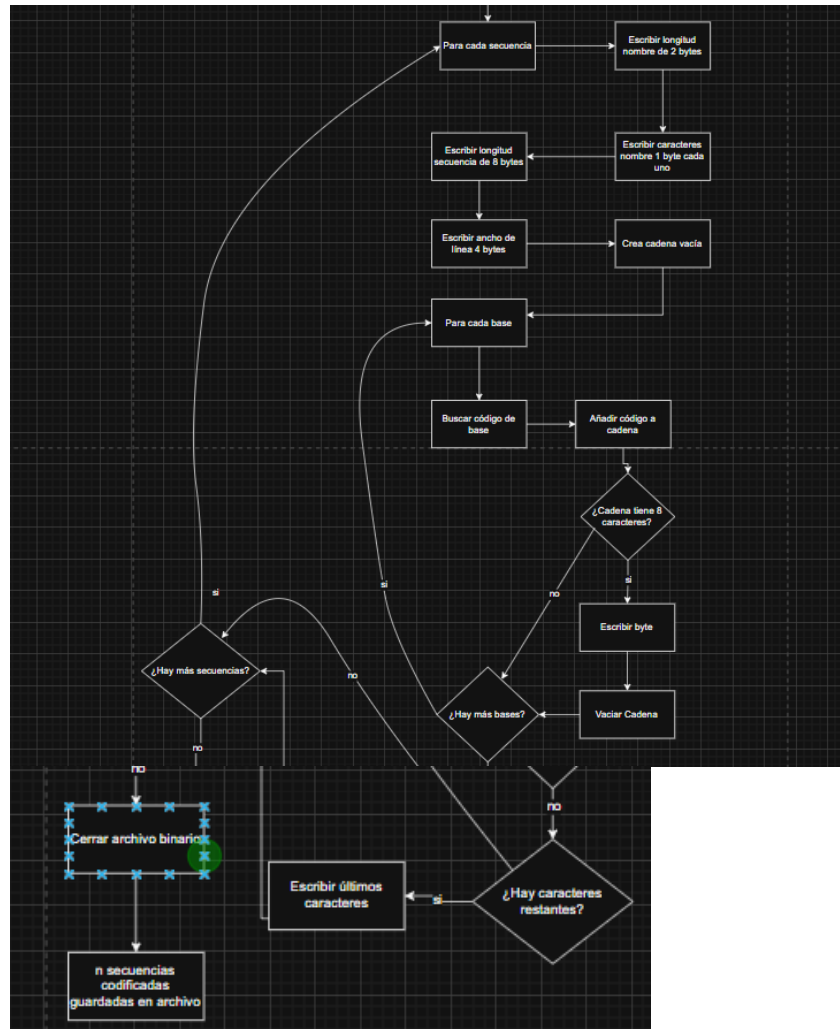 Para cada secuencia
Escribir longitud
nombre de 2 bytes
Escribir longitud
secuencia de 8 bytes
Escribir caracteres
nombre 1 byte cada
uno
Escribir ancho de
línea 4 bytes
Crea cadena vacía
Para cada base
Buscar código de
base
Añadir código a
cadena
¿Cadena tiene 8
caracteres?
si
no
si
si
Escribir byte
¿Hay más secuencias?
no
¿Hay más bases?
Vaciar Cadena
no
no
no
Cerrar archivo binario
Escribir últimos
caracteres
si
¿Hay caracteres
restantes?
n secuencias
codificadas
guardadas en archivo